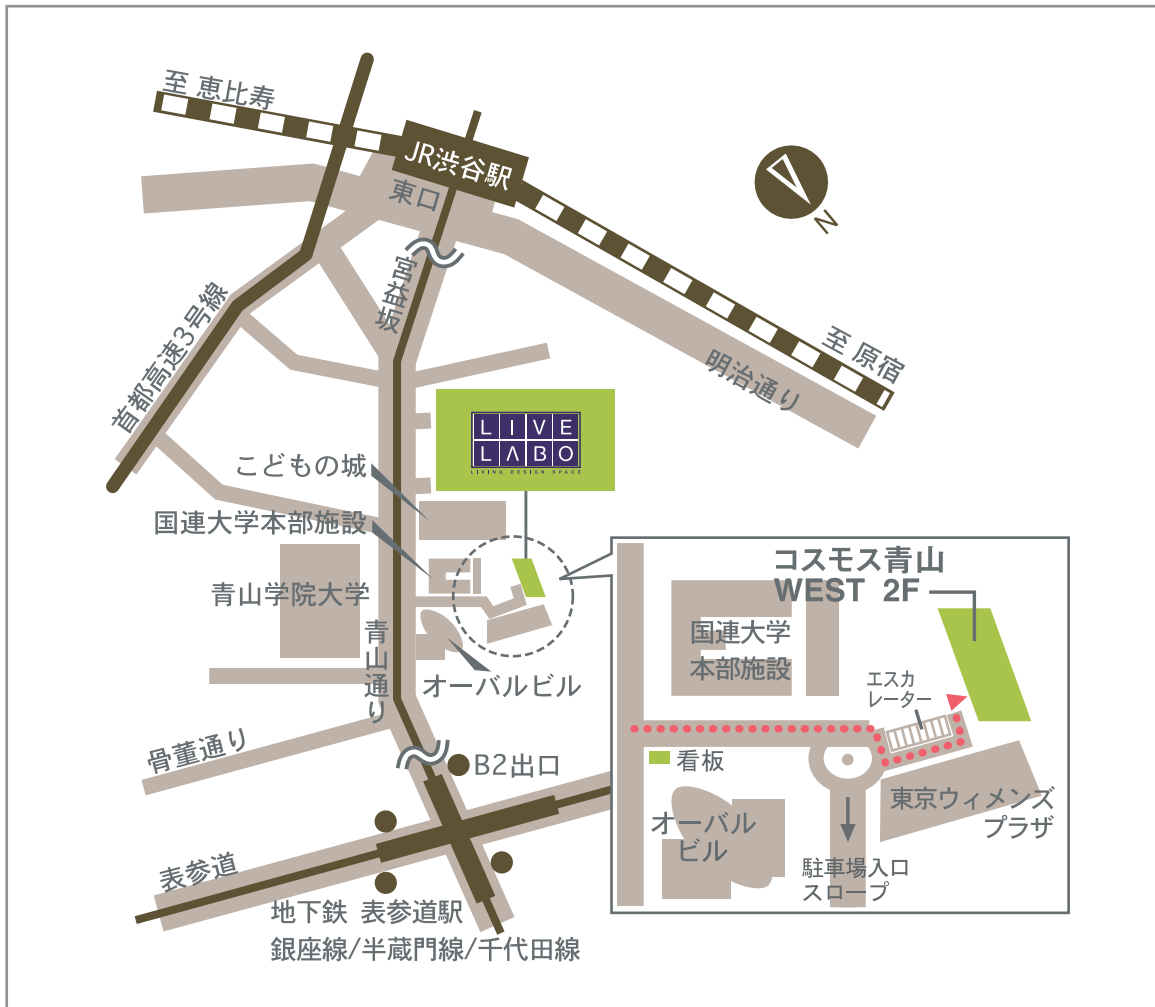 至 恵比寿
JR渋谷駅
東口
N
宮益坂
首都高速3号線
至 原宿
明治通り
LIVE
LABO
LIVING DESIGN SPACE
こどもの城
国連大学本部施設
青山学院大学
青山通り
オーバルビル
骨董通り
B2出口
表参道
地下鉄 表参道駅
銀座線/半蔵門線/千代田線
コスモス青山
WEST 2F
国連大学
本部施設
エスカ
レーター
看板
オーバル
ビル
東京ウィメンズ
プラザ
駐車場入口
スロープ